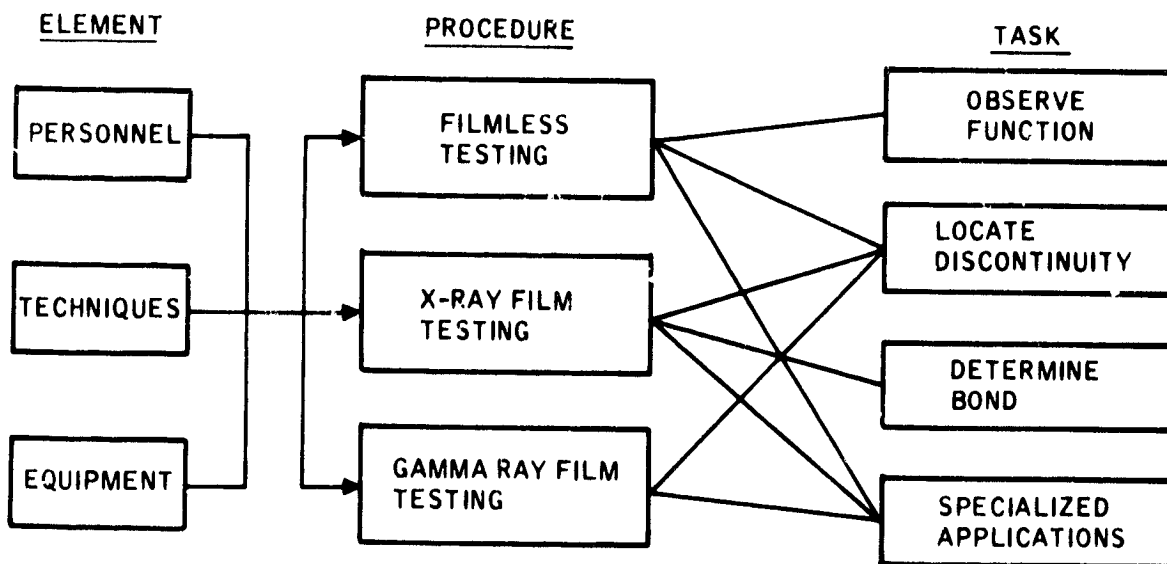 ELEMENT
PERSONNEL
TECHNIQUES
EQUIPMENT
PROCEDURE
FILMLESS
TESTING
X-RAY FILM
TESTING
GAMMA RAY FILM
TESTING
TASK
OBSERVE
FUNCTION
LOCATE
DISCONTINUITY
DETERMINE
BOND
SPECIALIZED
APPLICATIONS